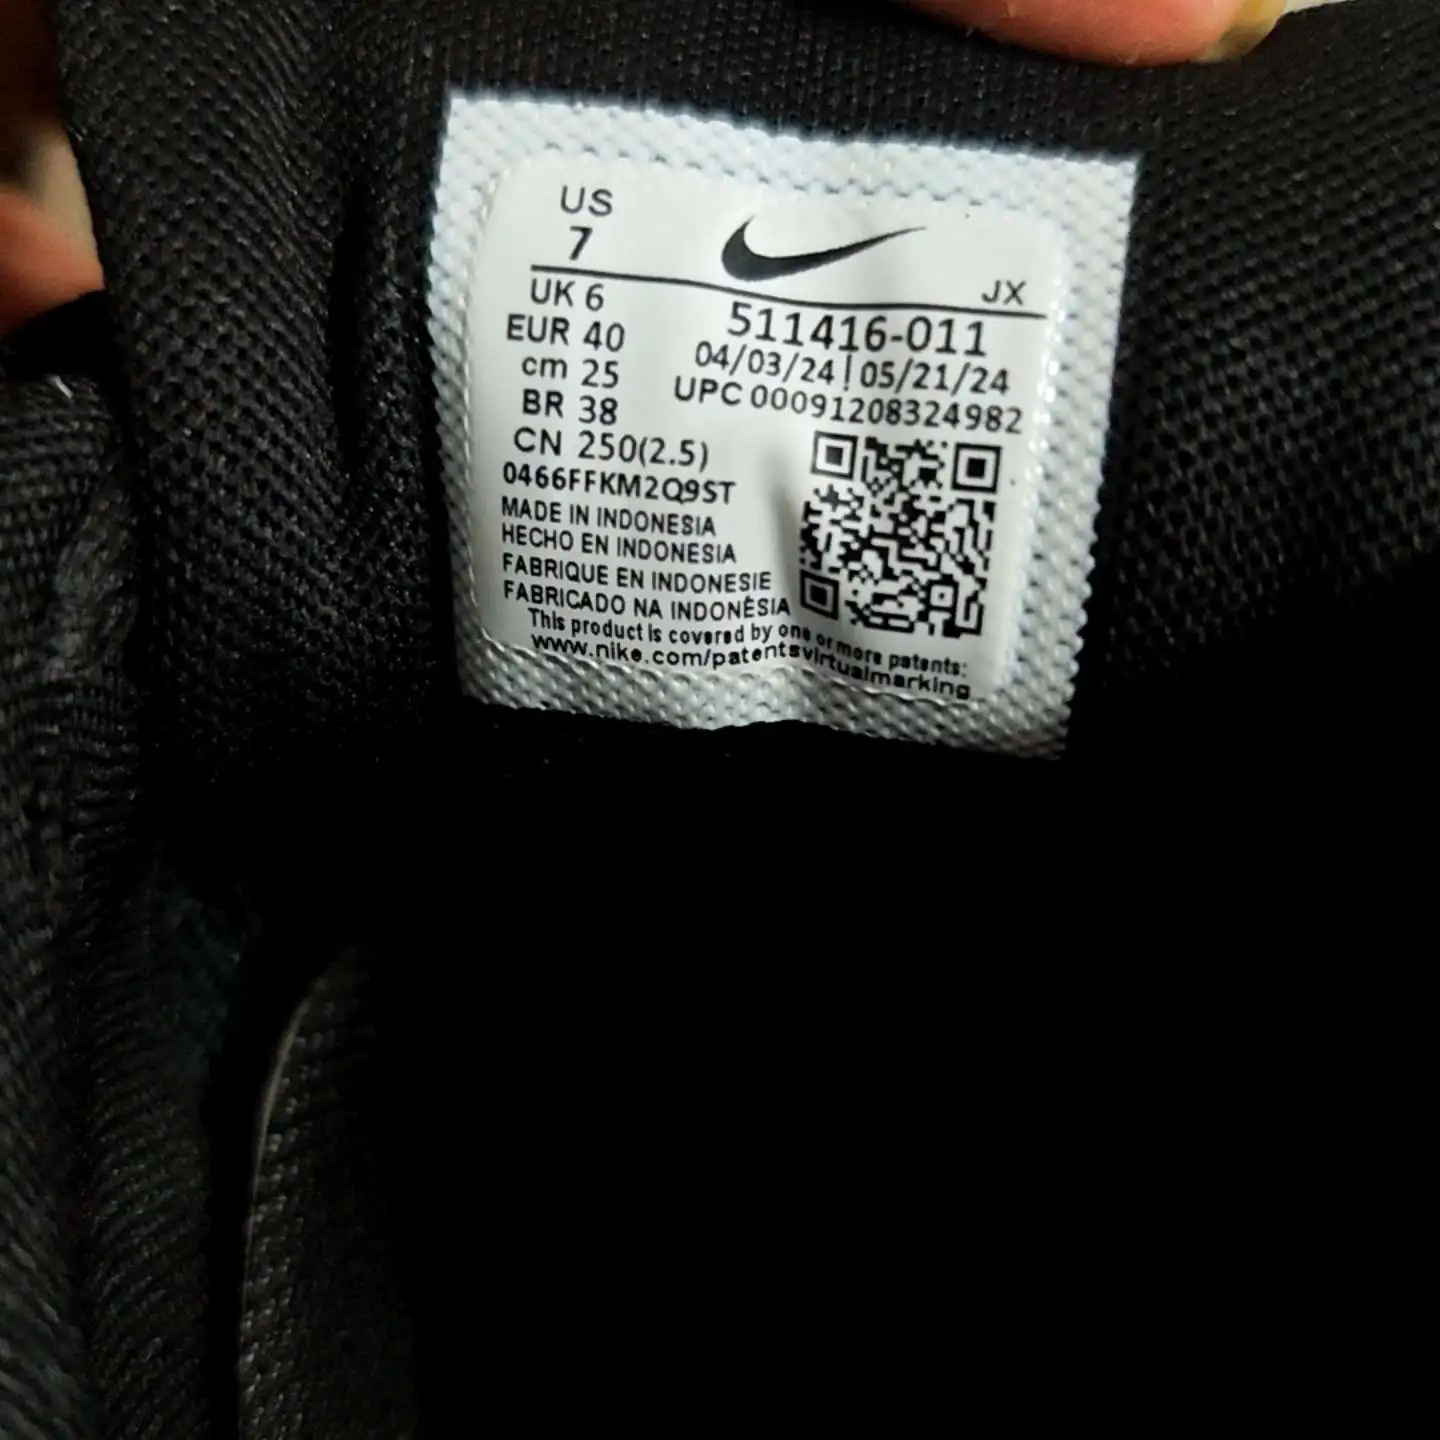 US
7
JX
UK 6
511416-011
EUR 40
04/03/24 | 05/21/24
cm 25
UPC 00091208324982
BR 38
CN 250(2.5)
0466FFKM2Q9ST
MADE IN INDONESIA
HECHO EN INDONESIA
FABRIQUE EN INDONESIE
FABRICADO NA INDONÉSIA
This product is covered by one or more patents:
www.nike.com/patentsvirtualmarking